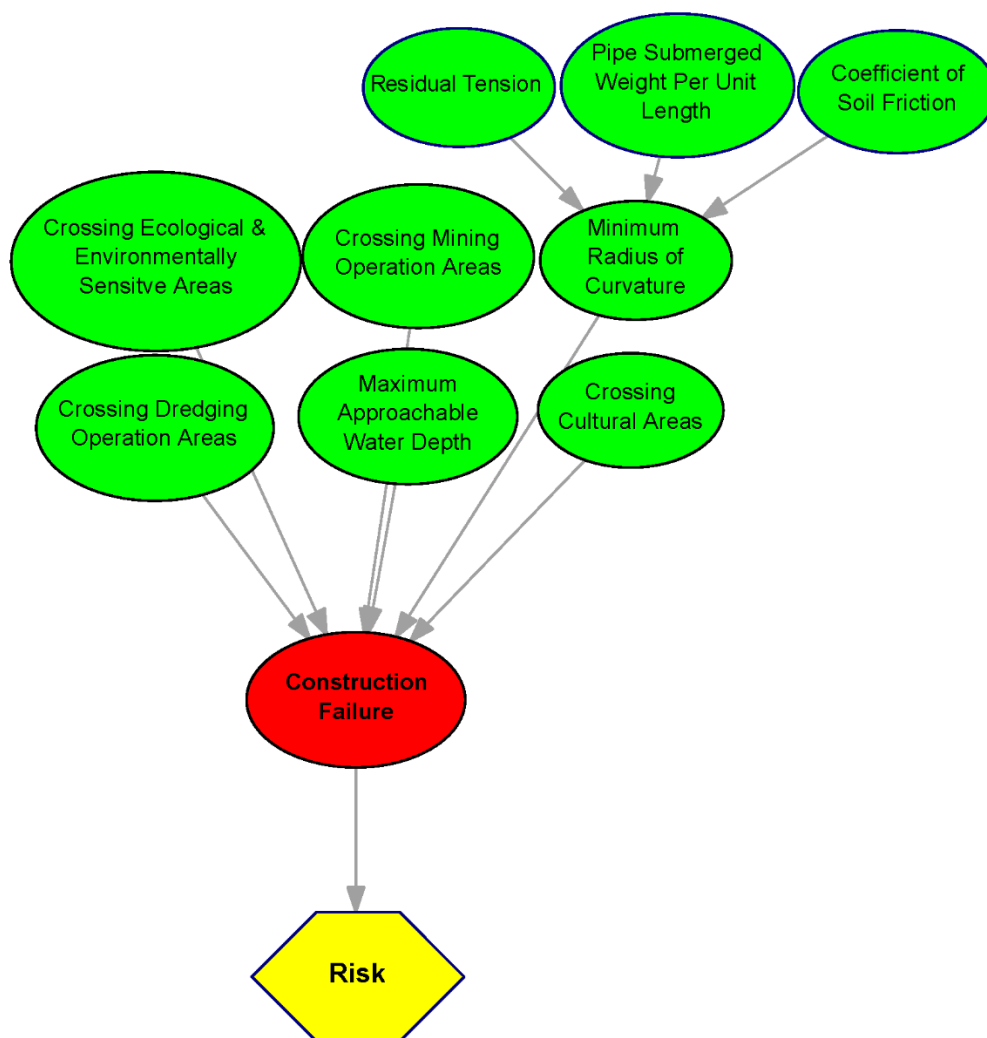 Residual Tension
Pipe Submerged
Weight Per Unit
Length
Coefficient of
Soil Friction
Crossing Ecological &
Environmentally
Sensitve Areas
Crossing Mining
Operation Areas
Minimum
Radius of
Curvature
Crossing Dredging
Operation Areas
Maximum
Approachable
Water Depth
Crossing
Cultural Areas
Construction
Failure
Risk